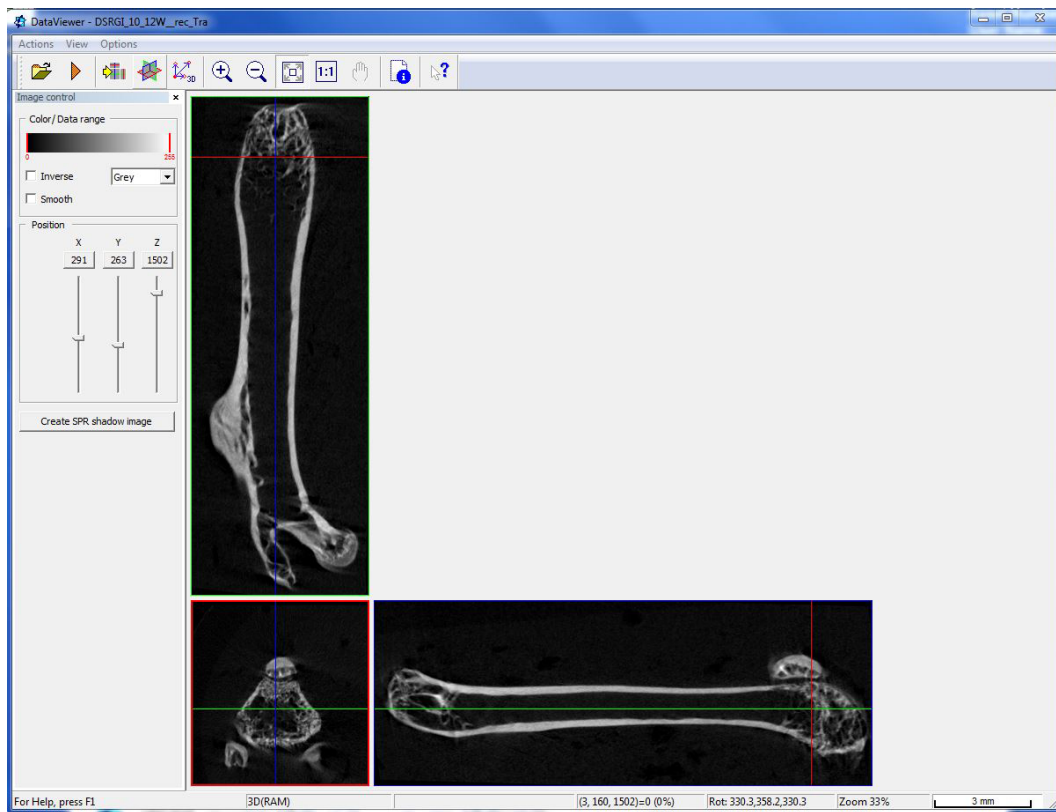 DataViewer - DSRGI_10_12W__rec_Tra
Actions View Options
3D
1:1
i
?
Image control
Color/Data range
0 255
Inverse Grey
Smooth
Position
X Y Z
291 263 1502
Create SPR shadow image
For Help, press F1 3D(RAM) (3, 160, 1502)=0 (0%) Rot: 330.3,358.2,330.3 Zoom 33% 3 mm